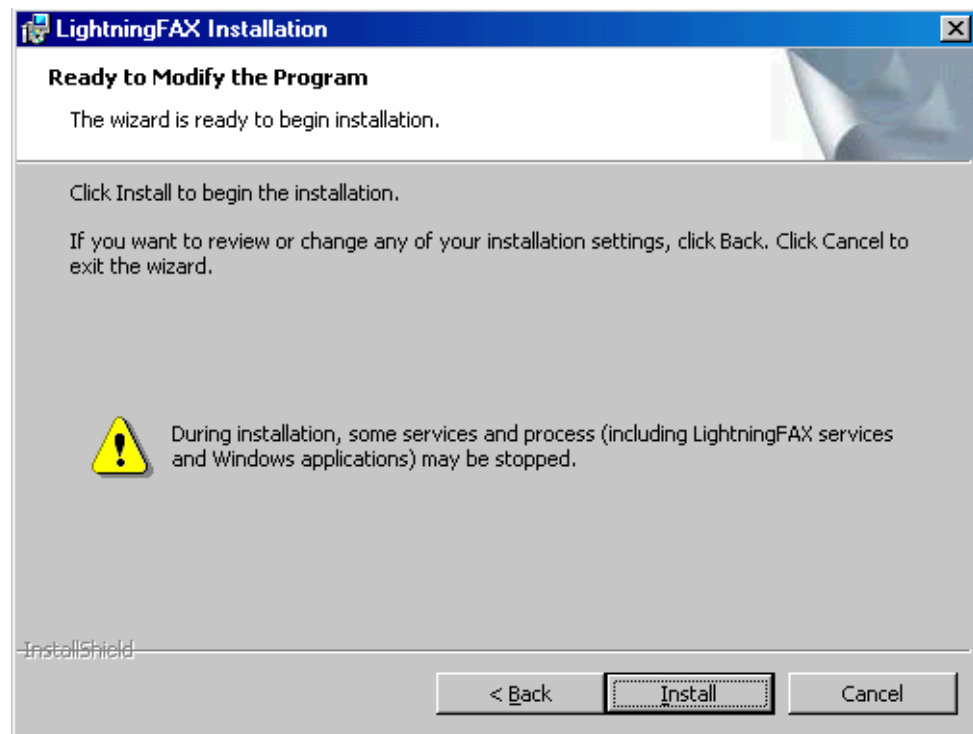 LightningFAX Installation
Ready to Modify the Program
The wizard is ready to begin installation.
Click Install to begin the installation.
If you want to review or change any of your installation settings, click Back. Click Cancel to
exit the wizard.
During installation, some services and process (including LightningFAX services
and Windows applications) may be stopped.
InstallShield
< Back
Install
Cancel